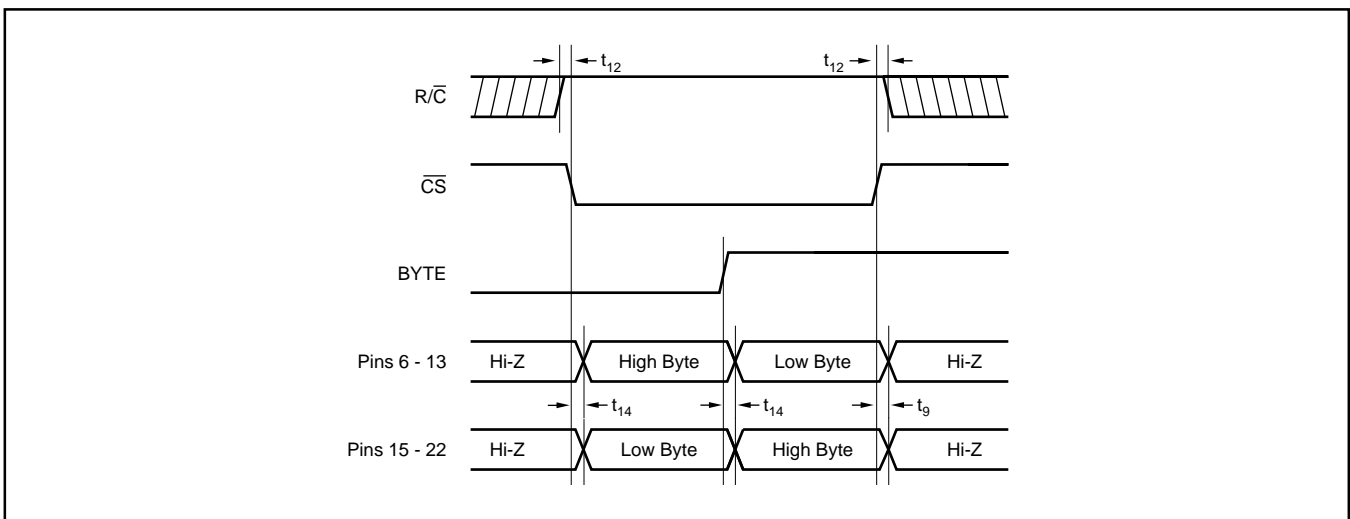 t12 t12
R/C̅
C̅S̅
BYTE
Pins 6 - 13 Hi-Z High Byte Low Byte Hi-Z
t14 t14 t9
Pins 15 - 22 Hi-Z Low Byte High Byte Hi-Z